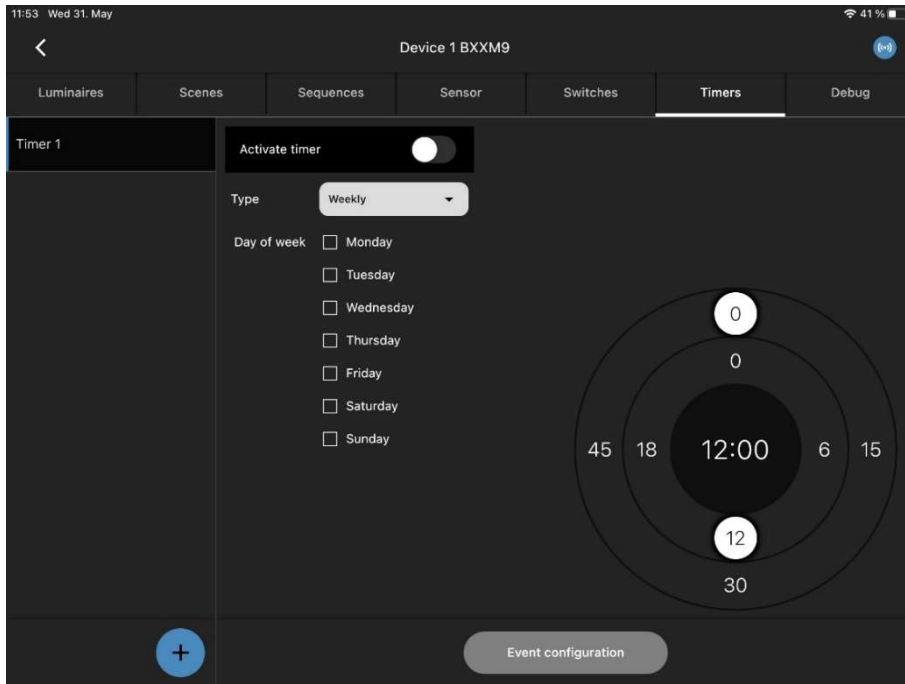 11:53 Wed 31. May 41 %
Device 1 BXXM9
Luminaires Scenes Sequences Sensor Switches Timers Debug
Timer 1
Activate timer
Type Weekly
Day of week Monday
Tuesday
Wednesday
Thursday
Friday
Saturday
Sunday
0
0
45 18 12:00 6 15
12
30
+
Event configuration